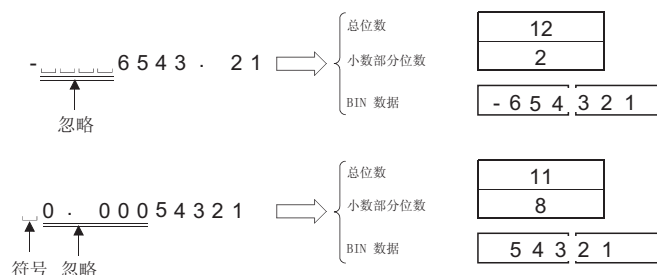 总位数 12
-␣␣␣␣6543.21 小数部分位数 2
BIN 数据 -654321
忽略
总位数 11
␣0.00054321 小数部分位数 8
BIN 数据 54321
符号 忽略